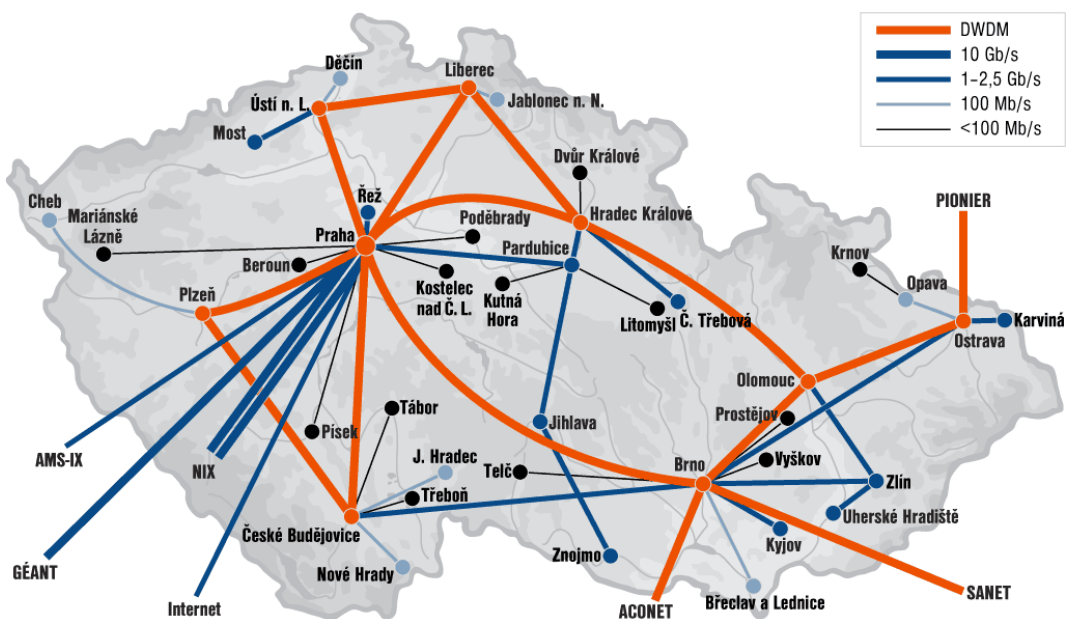 DWDM
10 Gb/s
1–2,5 Gb/s
100 Mb/s
<100 Mb/s
Děčín
Liberec
Ústí n. L.
Jablonec n. N.
Most
Dvůr Králové
Cheb
Řež
PIONIER
Mariánské
Lázně
Praha
Poděbrady
Hradec Králové
Pardubice
Krnov
Beroun
Opava
Plzeň
Kostelec
nad Č. L.
Kutná
Hora
Litomyšl
Č. Třebová
Karviná
Ostrava
Olomouc
Tábor
Prostějov
Písek
Jihlava
AMS-IX
NIX
J. Hradec
Telč
Brno
Vyškov
Třeboň
Zlín
Uherské Hradiště
České Budějovice
Kyjov
Znojmo
GÉANT
Nové Hrady
SANET
Internet
ACONET
Břeclav a Lednice